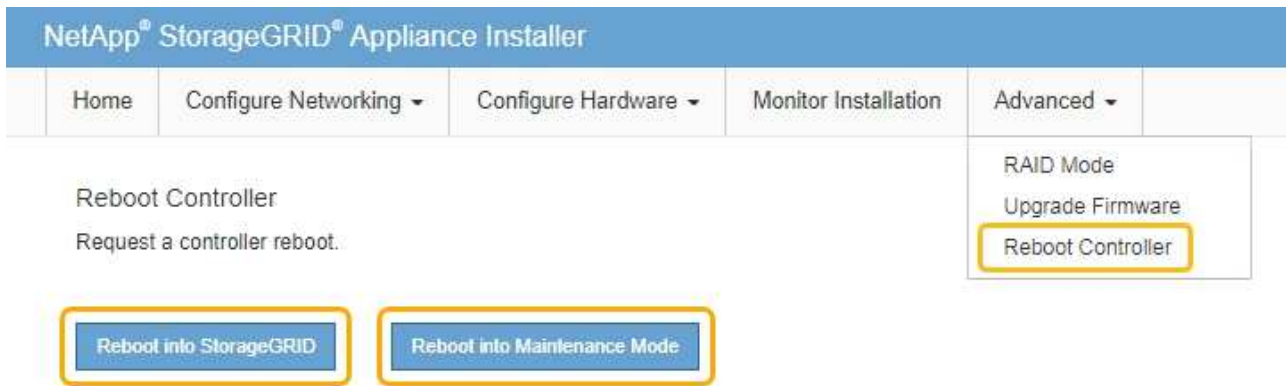 NetApp® StorageGRID® Appliance Installer
Home Configure Networking Configure Hardware Monitor Installation Advanced
RAID Mode
Upgrade Firmware
Reboot Controller
Reboot Controller
Request a controller reboot.
Reboot into StorageGRID Reboot into Maintenance Mode